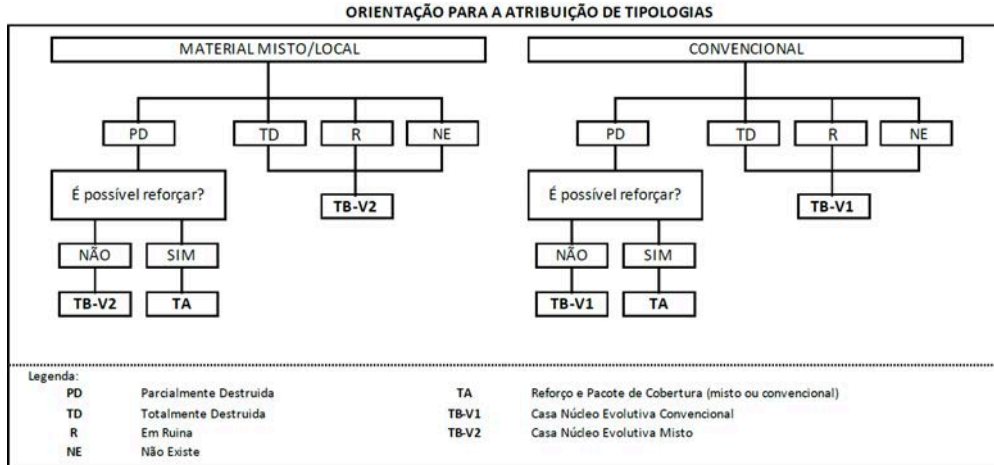 ORIENTAÇÃO PARA A ATRIBUIÇÃO DE TIPOLOGIAS
MATERIAL MISTO/LOCAL
PD TD R NE
É possível reforçar?
TB-V2
NÃO SIM
TB-V2 TA
CONVENCIONAL
PD TD R NE
É possível reforçar?
TB-V1
NÃO SIM
TB-V1 TA
Legenda:
PD Parcialmente Destruida
TD Totalmente Destruida
R Em Ruina
NE Não Existe
TA Reforço e Pacote de Cobertura (misto ou convencional)
TB-V1 Casa Núcleo Evolutiva Convencional
TB-V2 Casa Núcleo Evolutiva Misto